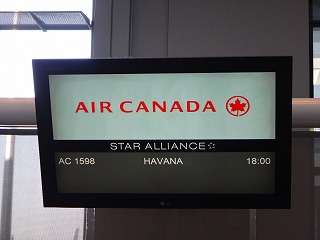 AIR CANADA
STAR ALLIANCE
AC 1598 HAVANA 18:00